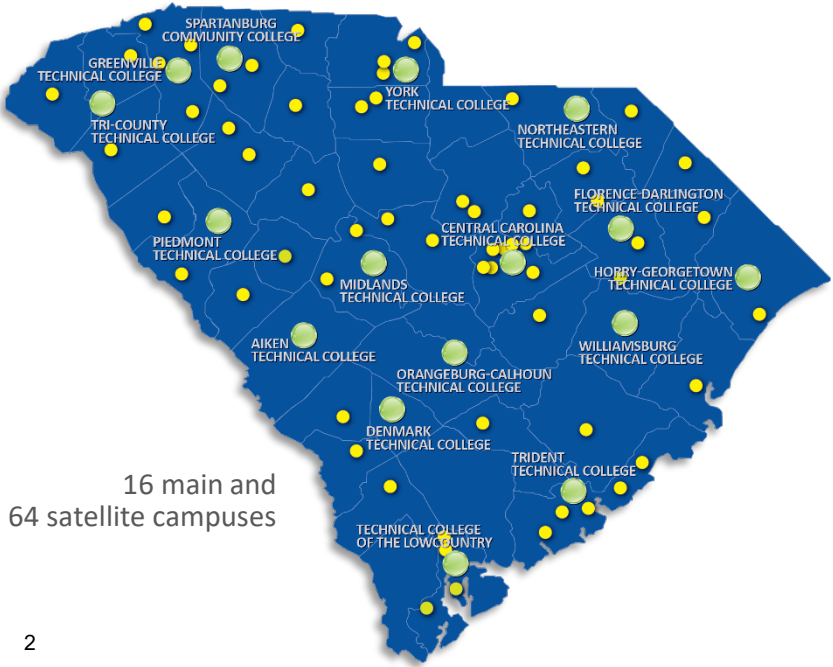 SPARTANBURG
COMMUNITY COLLEGE
GREENVILLE
TECHNICAL COLLEGE
YORK
TECHNICAL COLLEGE
TRI-COUNTY
TECHNICAL COLLEGE
NORTHEASTERN
TECHNICAL COLLEGE
FLORENCE-DARLINGTON
TECHNICAL COLLEGE
CENTRAL CAROLINA
TECHNICAL COLLEGE
PIEDMONT
TECHNICAL COLLEGE
MIDLANDS
TECHNICAL COLLEGE
HORRY-GEORGETOWN
TECHNICAL COLLEGE
AIKEN
TECHNICAL COLLEGE
WILLIAMSBURG
TECHNICAL COLLEGE
ORANGEBURG-CALHOUN
TECHNICAL COLLEGE
DENMARK
TECHNICAL COLLEGE
TRIDENT
TECHNICAL COLLEGE
16 main and
64 satellite campuses
TECHNICAL COLLEGE
OF THE LOWCOUNTRY
2